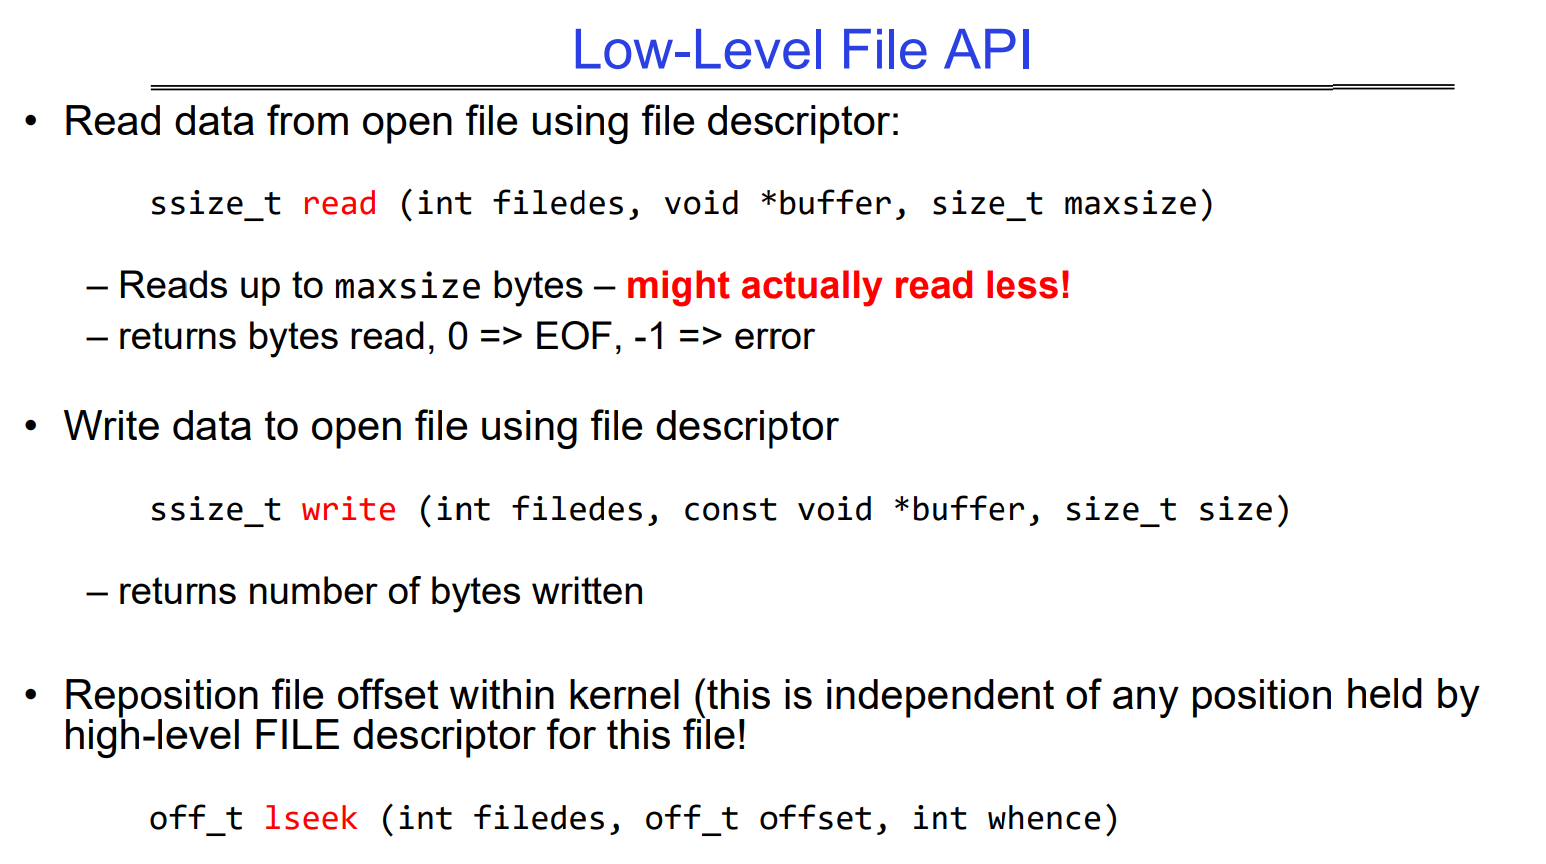 Low-Level File API
• Read data from open file using file descriptor:
ssize_t read (int filedes, void *buffer, size_t maxsize)
– Reads up to maxsize bytes – might actually read less!
– returns bytes read, 0 => EOF, -1 => error
• Write data to open file using file descriptor
ssize_t write (int filedes, const void *buffer, size_t size)
– returns number of bytes written
• Reposition file offset within kernel (this is independent of any position held by
high-level FILE descriptor for this file!
off_t lseek (int filedes, off_t offset, int whence)